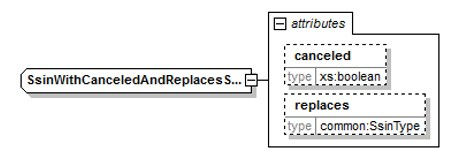 attributes
canceled
type xs:boolean
SsinWithCanceledAndReplacesS...
replaces
type common:SsinType